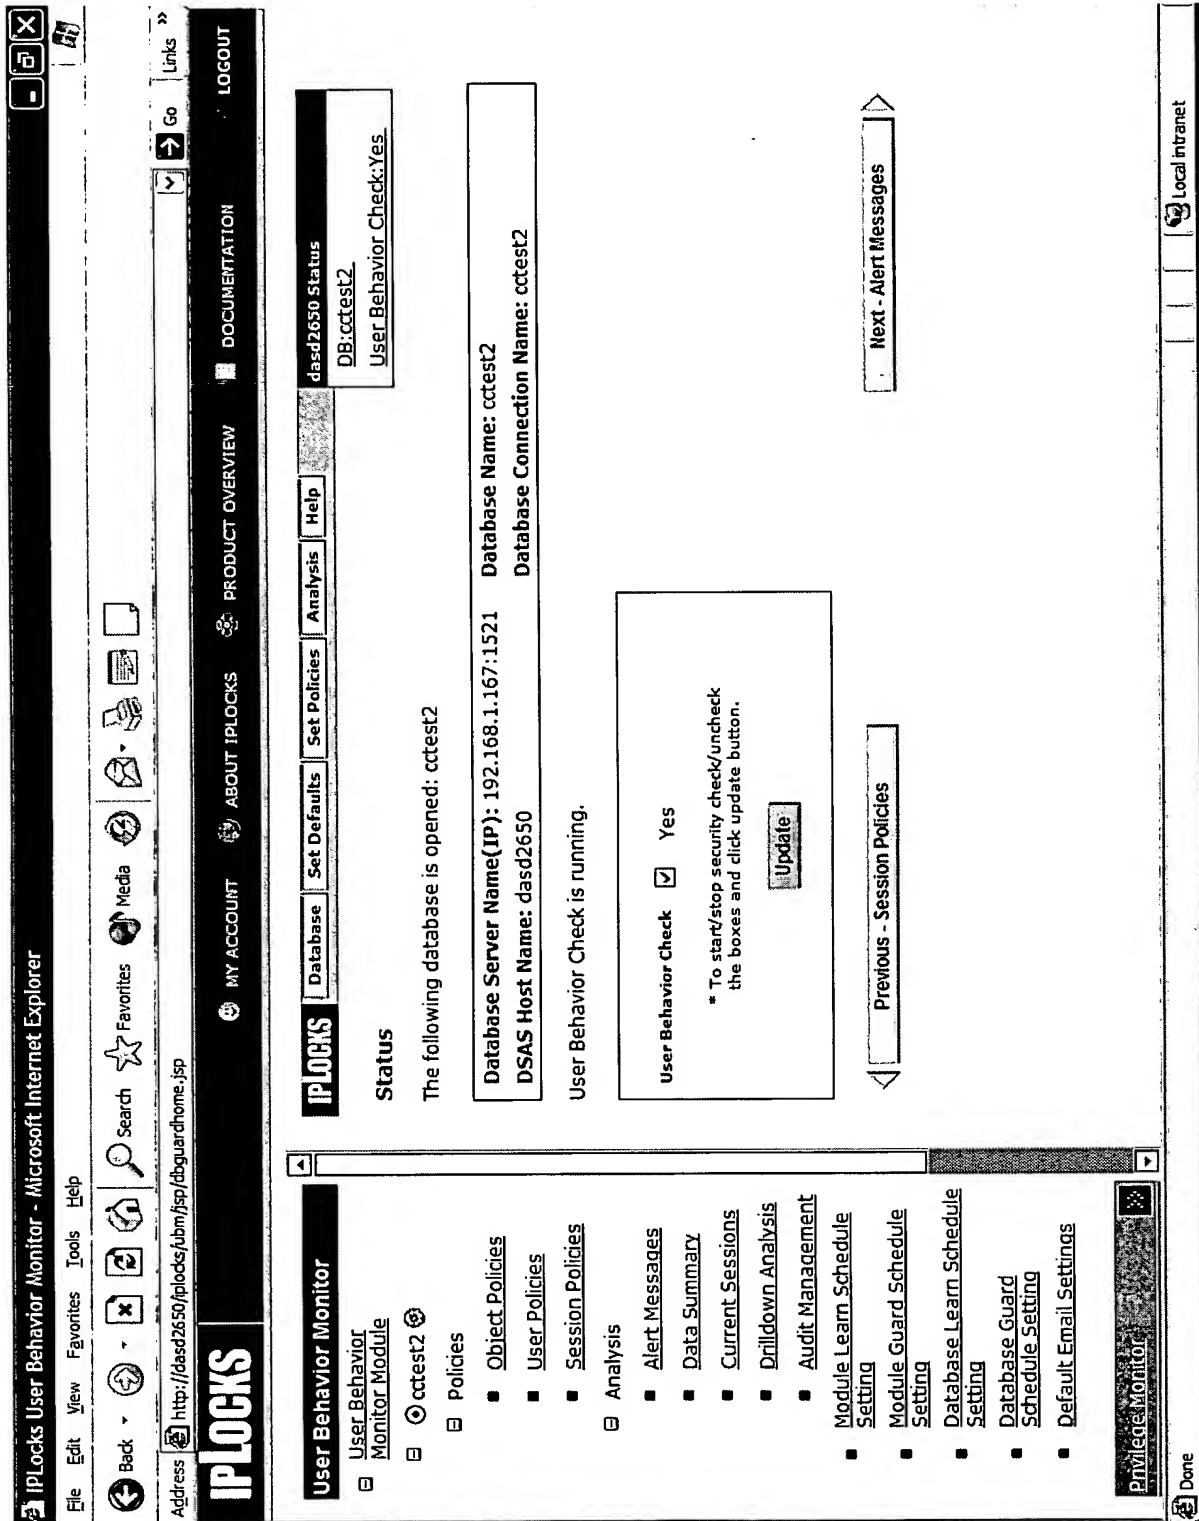 IPLocks User Behavior Monitor - Microsoft Internet Explorer
File Edit View Favorites Tools Help
Back Search Favorites Media
Address http://dasd2650/iplocks/ubm/jsp/dbguardhome.jsp Go Links »
IPLOCKS
MY ACCOUNT ABOUT IPLOCKS PRODUCT OVERVIEW DOCUMENTATION LOGOUT
User Behavior Monitor
User Behavior
Monitor Module
cctest2
Policies
Object Policies
User Policies
Session Policies
Analysis
Alert Messages
Data Summary
Current Sessions
Drilldown Analysis
Audit Management
Module Learn Schedule
Setting
Module Guard Schedule
Setting
Database Learn Schedule
Setting
Database Guard
Schedule Setting
Default Email Settings
Privilege Monitor
IPLOCKS Database Set Defaults Set Policies Analysis Help
dasd2650 Status
DB:cctest2
User Behavior Check:Yes
Status
The following database is opened: cctest2
Database Server Name(IP): 192.168.1.167:1521 Database Name: cctest2
DSAS Host Name: dasd2650 Database Connection Name: cctest2
User Behavior Check is running.
User Behavior Check Yes
* To start/stop security check/uncheck
the boxes and click update button.
Update
Previous - Session Policies
Next - Alert Messages
Done
Local intranet